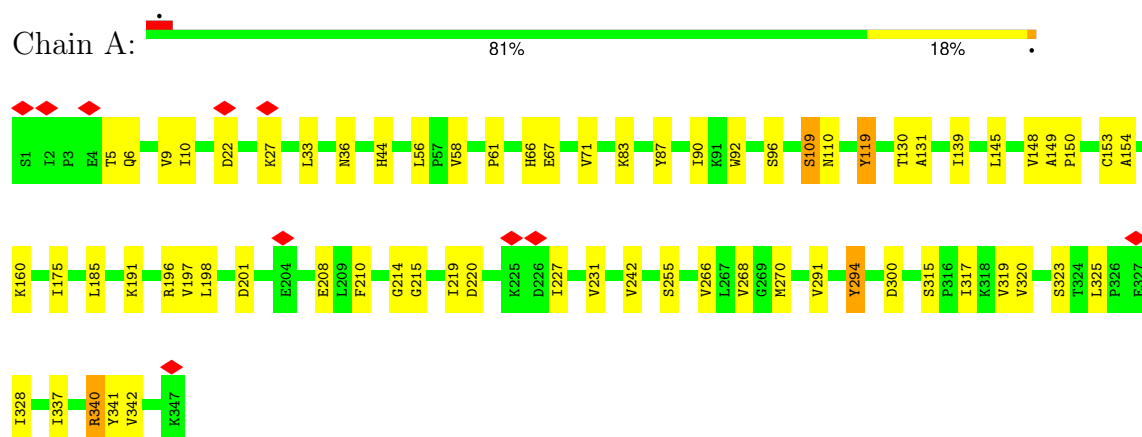 Chain A:
81% 18%
S1 I2 P3 E4 T5 Q6 Y9 I10 D22 K27 L33 N36 H44 L56 P57 V58 P61 H66 E67 V71 K83 Y87 I90 K91 W92 S96 S109 N110 Y119 T130 A131 I139 L145 V148 A149 P150 C153 A154
K160 I175 L185 K191 R196 V197 L198 D201 E204 E208 L209 F210 G214 G215 I219 D220 K225 D226 I227 V231 V242 S255 V266 L267 V268 G269 M270 V291 Y294 D300 S315 P316 I317 K318 V319 V320 S323 T324 L325 P326 E327
I328 I337 R340 Y341 V342 K347